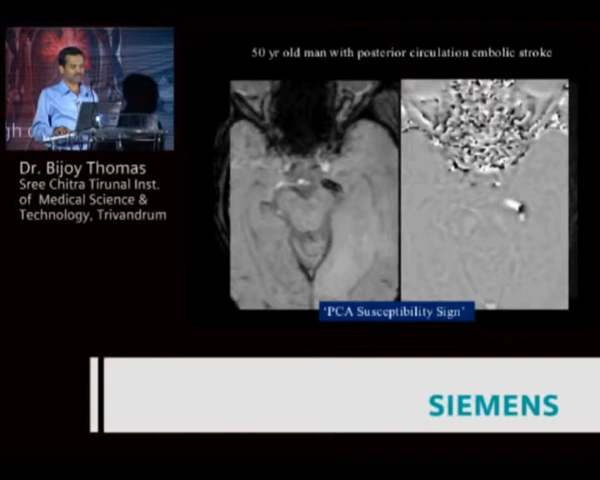 50 yr old man with posterior circulation embolic stroke
Dr. Bijoy Thomas
Sree Chitra Tirunal Inst.
of Medical Science &
Technology, Trivandrum
'PCA Susceptibility Sign'
SIEMENS